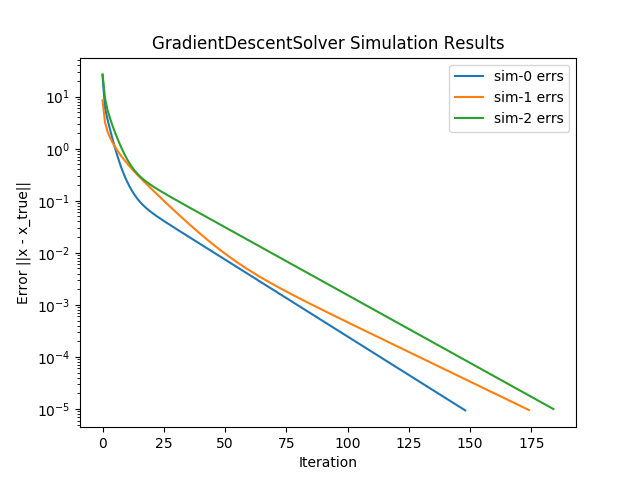 GradientDescentSolver Simulation Results
sim-0 errs
sim-1 errs
sim-2 errs
Error ||x - x_true||
10^1
10^0
10^-1
10^-2
10^-3
10^-4
10^-5
0 25 50 75 100 125 150 175
Iteration